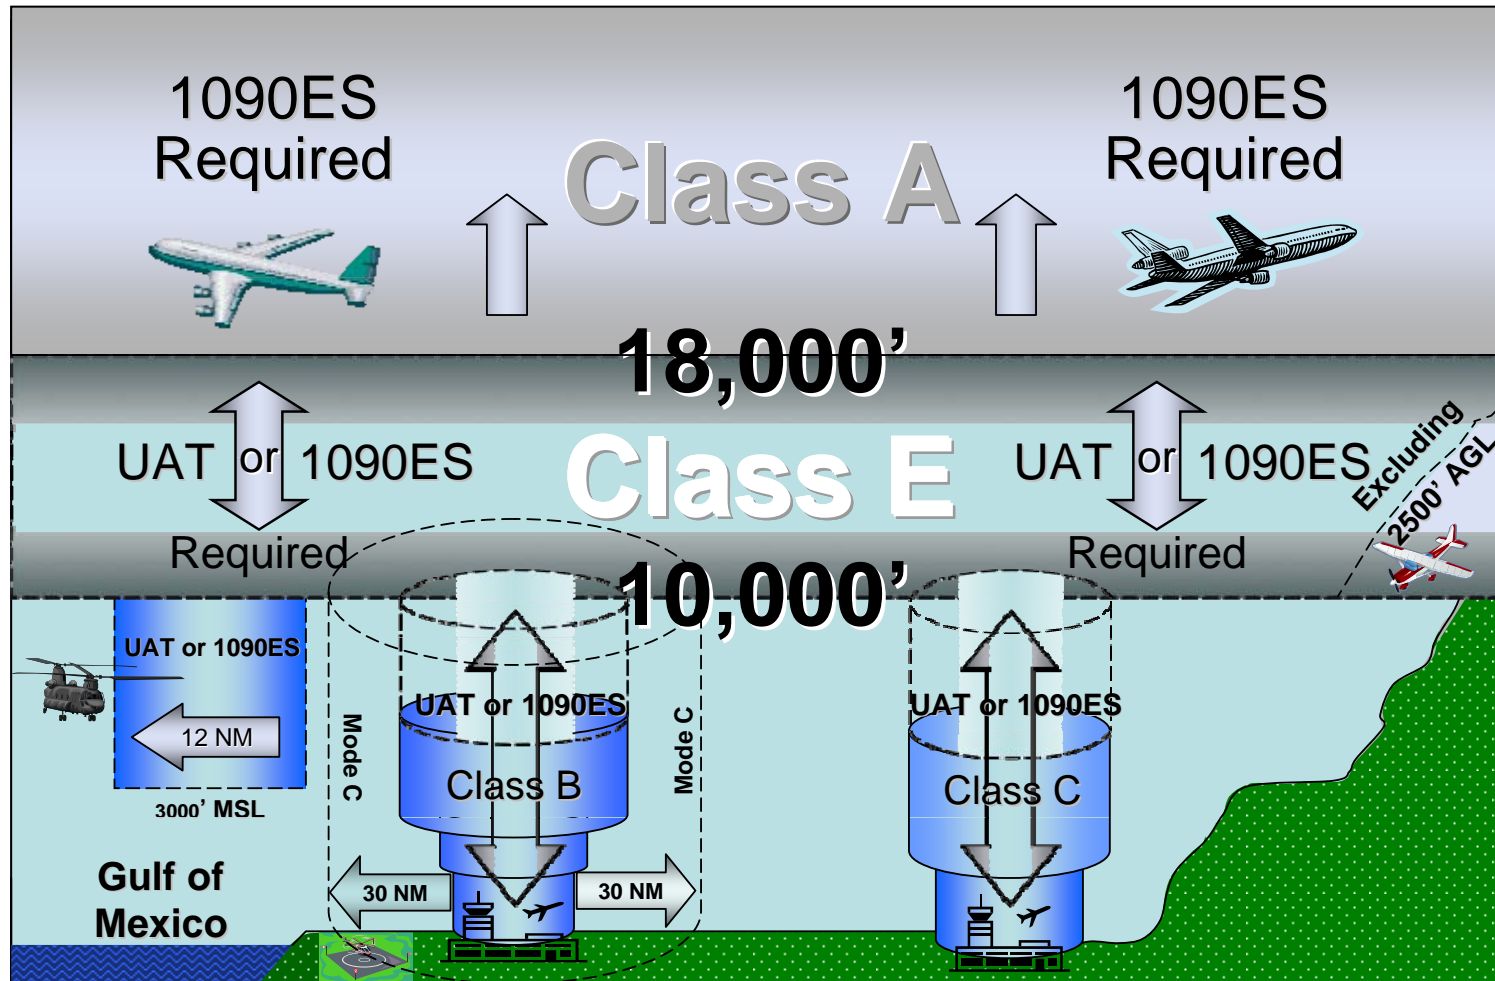 1090ES
Required
1090ES
Required
Class A
18,000’
UAT or 1090ES
Required
Class E
UAT or 1090ES
Required
Excluding
2500’ AGL
10,000’
UAT or 1090ES
12 NM
3000’ MSL
Gulf of
Mexico
Mode C
UAT or 1090ES
Class B
Mode C
30 NM
30 NM
UAT or 1090ES
Class C